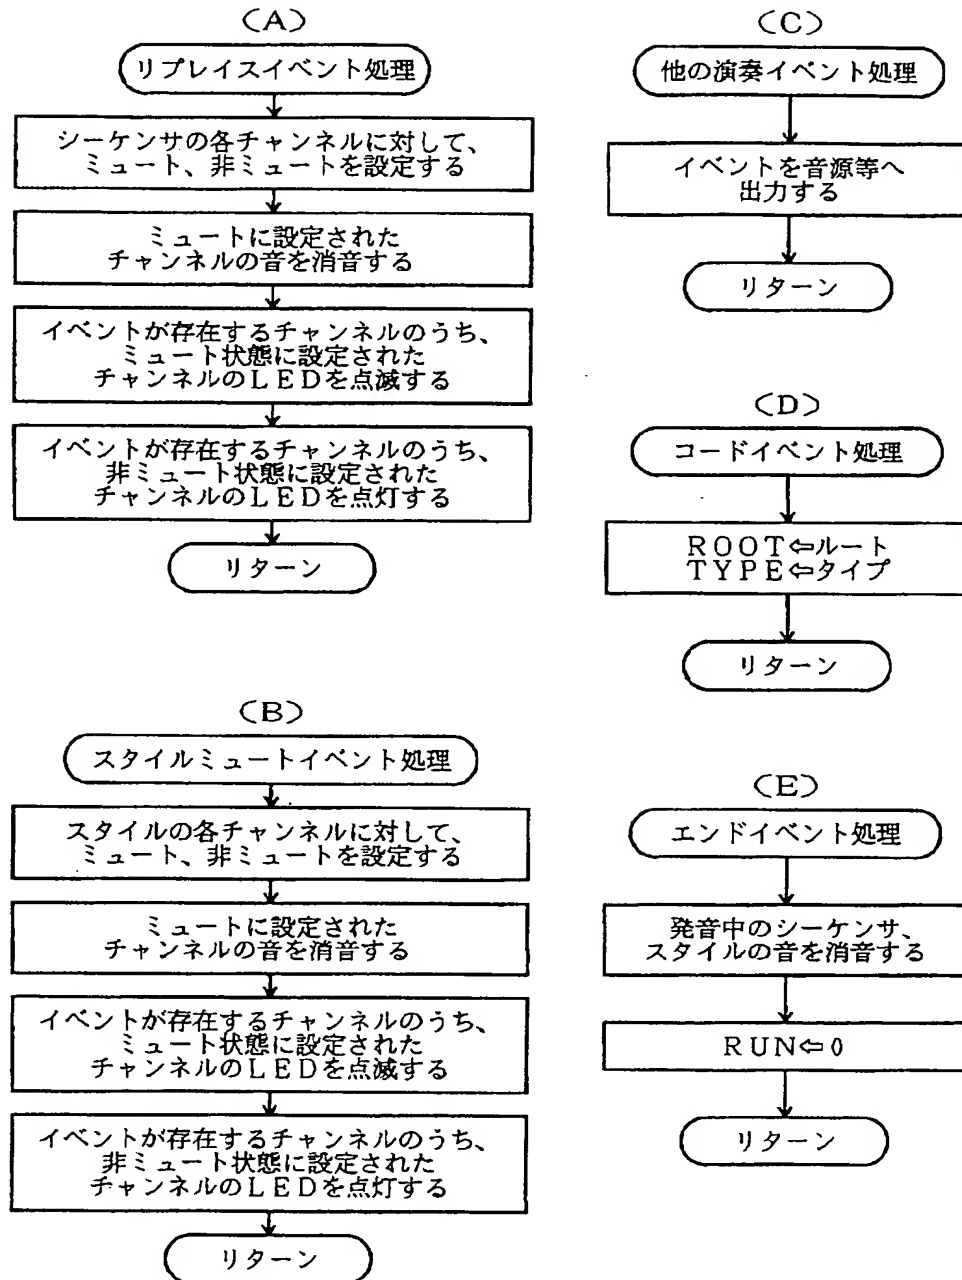 (A)
リプレイスイベント処理
シーケンサの各チャンネルに対して、
ミュート、非ミュートを設定する
ミュートに設定された
チャンネルの音を消音する
イベントが存在するチャンネルのうち、
ミュート状態に設定された
チャンネルのLEDを点滅する
イベントが存在するチャンネルのうち、
非ミュート状態に設定された
チャンネルのLEDを点灯する
リターン
(B)
スタイルミュートイベント処理
スタイルの各チャンネルに対して、
ミュート、非ミュートを設定する
ミュートに設定された
チャンネルの音を消音する
イベントが存在するチャンネルのうち、
ミュート状態に設定された
チャンネルのLEDを点滅する
イベントが存在するチャンネルのうち、
非ミュート状態に設定された
チャンネルのLEDを点灯する
リターン
(C)
他の演奏イベント処理
イベントを音源等へ
出力する
リターン
(D)
コードイベント処理
ROOT⇦ルート
TYPE⇦タイプ
リターン
(E)
エンドイベント処理
発音中のシーケンサ、
スタイルの音を消音する
RUN⇦0
リターン